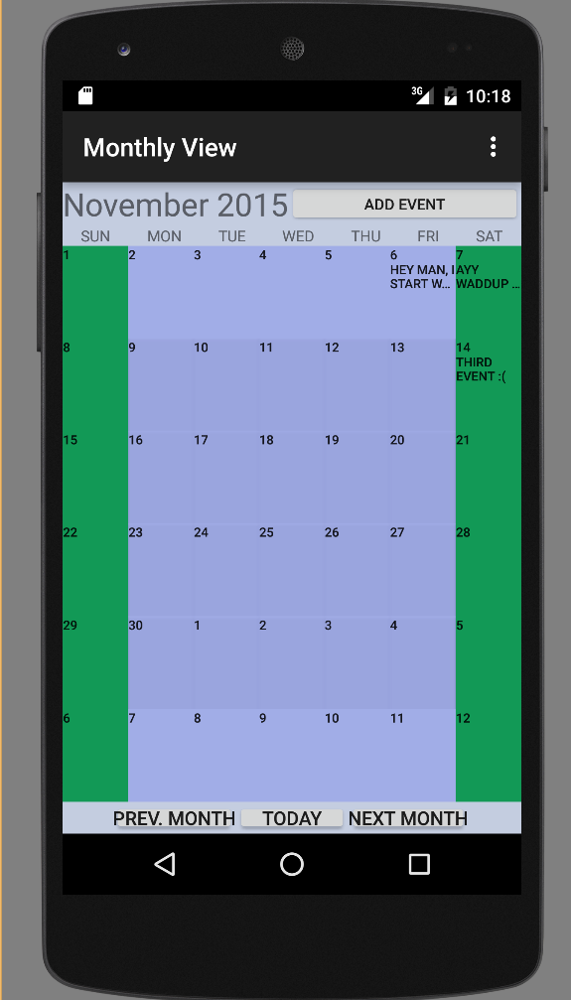 3G 10:18
Monthly View
November 2015 ADD EVENT
SUN MON TUE WED THU FRI SAT
1 2 3 4 5 6 7
HEY MAN, I AYY
START W... WADDUP ...
8 9 10 11 12 13 14
THIRD
EVENT :(
15 16 17 18 19 20 21
22 23 24 25 26 27 28
29 30 1 2 3 4 5
6 7 8 9 10 11 12
PREV. MONTH TODAY NEXT MONTH